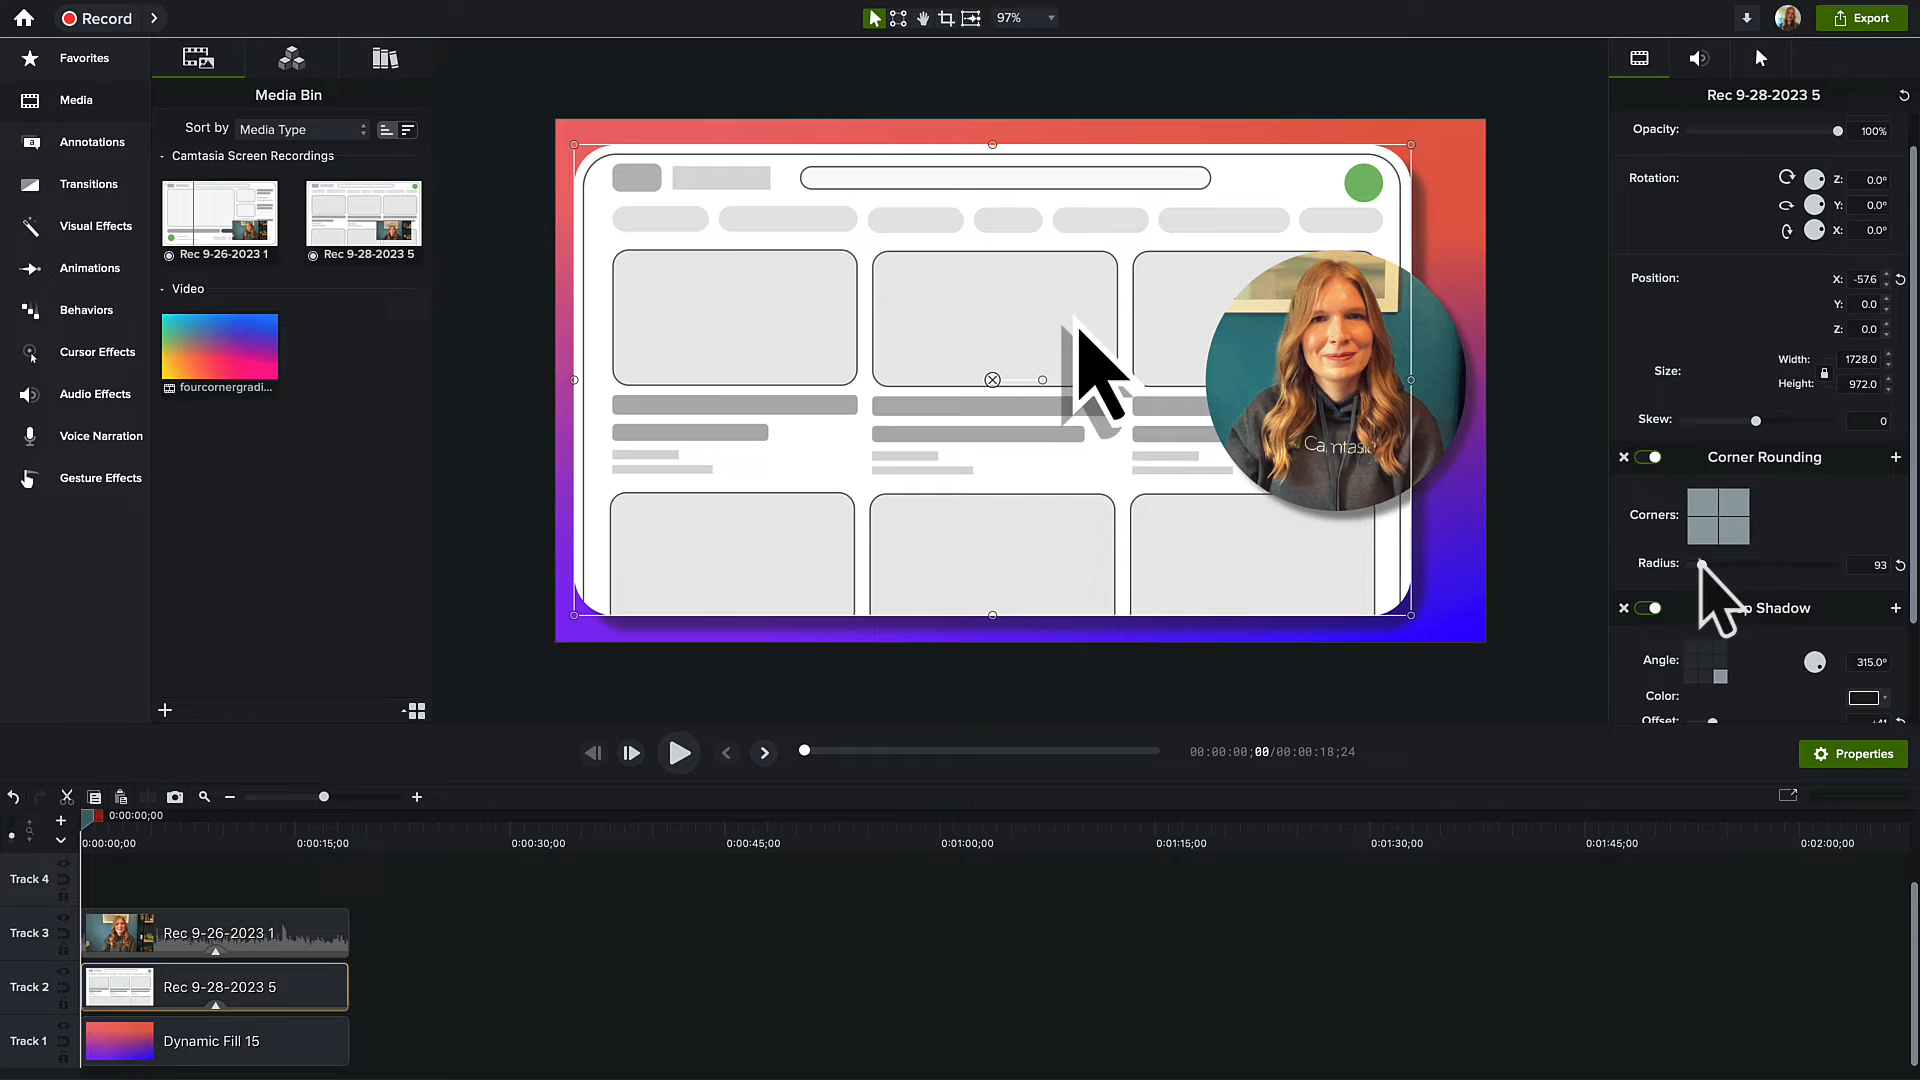 Record
97%
Export
Favorites
Media
Annotations
Transitions
Visual Effects
Animations
Behaviors
Cursor Effects
Audio Effects
Voice Narration
Gesture Effects
Media Bin
Sort by Media Type
Camtasia Screen Recordings
Rec 9-26-2023 1
Rec 9-28-2023 5
Video
fourcornergradi...
Camtasia
Rec 9-28-2023 5
Opacity: 100%
Rotation: Z: 0.0°
Y: 0.0°
X: 0.0°
Position: X: -57.6
Y: 0.0
Z: 0.0
Size: Width: 1728.0
Height: 972.0
Skew: 0
Corner Rounding
Corners:
Radius: 93
p Shadow
Angle: 315.0°
Color:
Offset:
00:00:00;00/00:00:18;24
Properties
0:00:00;00
0:00:00;00 0:00:15;00 0:00:30;00 0:00:45;00 0:01:00;00 0:01:15;00 0:01:30;00 0:01:45;00 0:02:00;00
Track 4
Track 3 Rec 9-26-2023 1
Track 2 Rec 9-28-2023 5
Track 1 Dynamic Fill 15